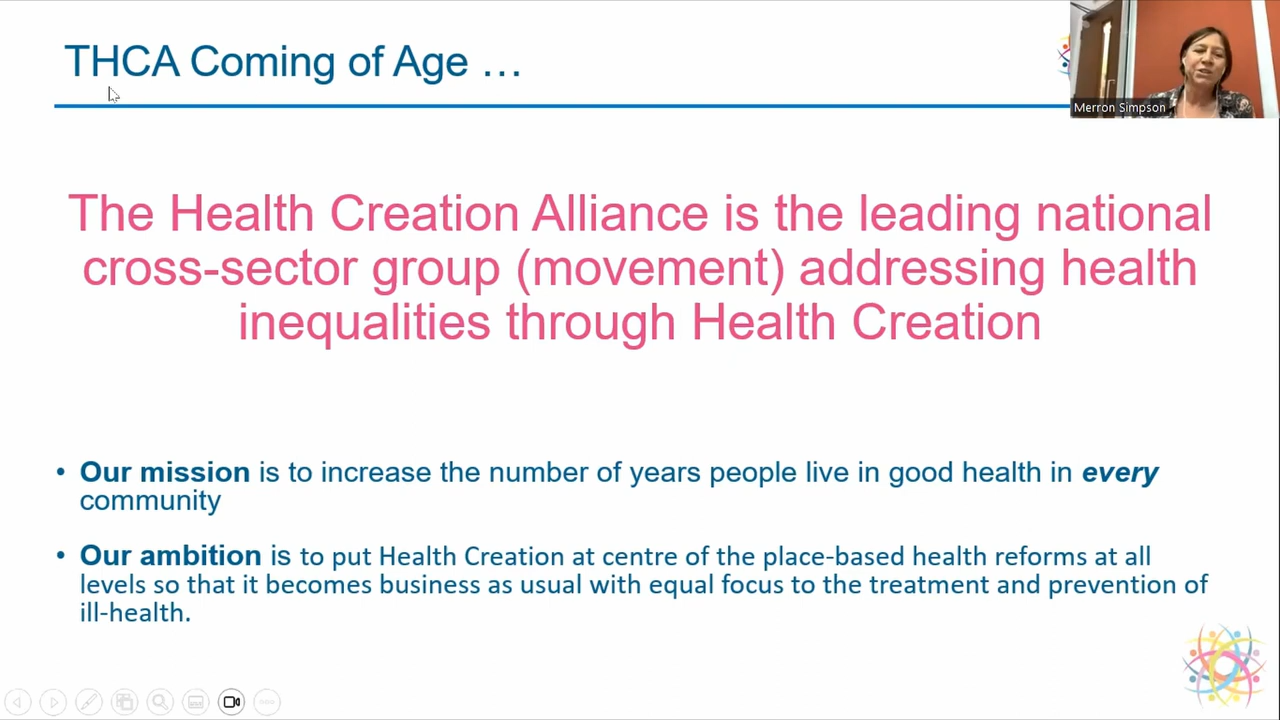 THCA Coming of Age ...
Merron Simpson
The Health Creation Alliance is the leading national
cross-sector group (movement) addressing health
inequalities through Health Creation
• Our mission is to increase the number of years people live in good health in every
community
• Our ambition is to put Health Creation at centre of the place-based health reforms at all
levels so that it becomes business as usual with equal focus to the treatment and prevention of
ill-health.